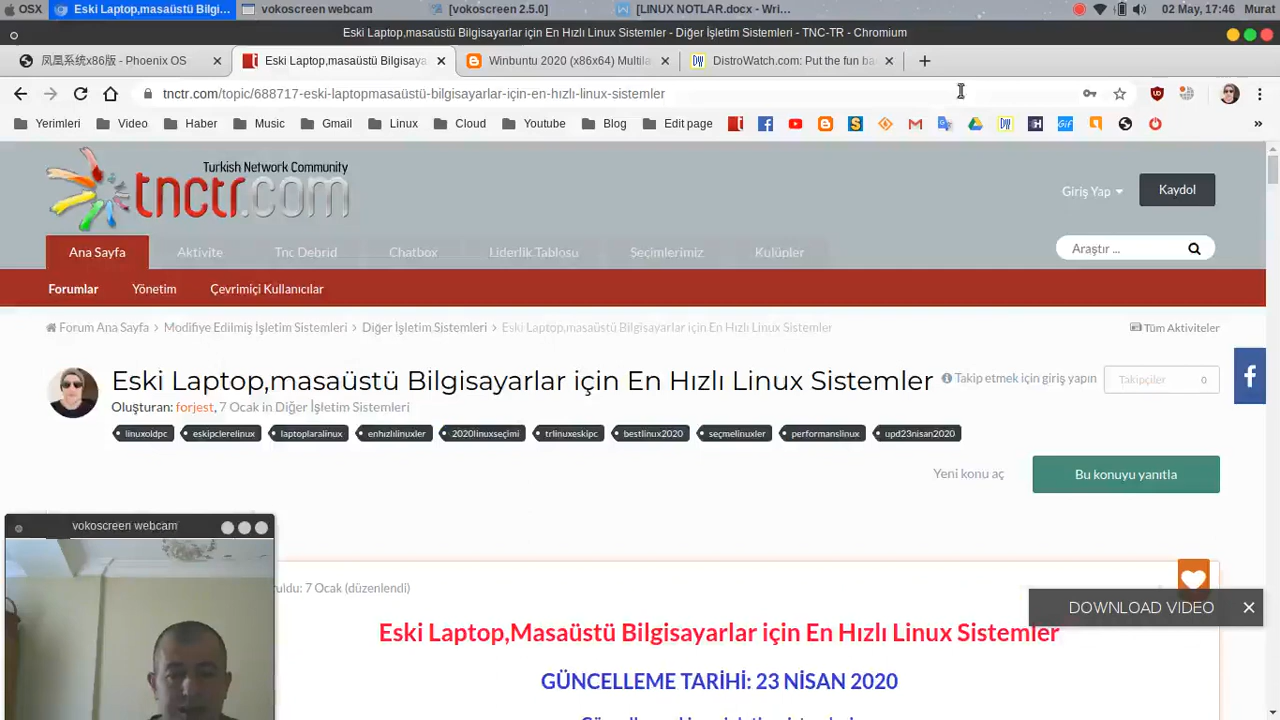 OSX Eski Laptop,masaüstü Bilgi... vokoscreen webcam [vokoscreen 2.5.0] [LINUX NOTLAR.docx - Wri... 02 May, 17:46 Murat
Eski Laptop,masaüstü Bilgisayarlar için En Hızlı Linux Sistemler - Diğer İşletim Sistemleri - TNC-TR - Chromium
凤凰系统x86版 - Phoenix OS Eski Laptop,masaüstü Bilgisaya Winbuntu 2020 (x86x64) Multila DistroWatch.com: Put the fun ba
tnctr.com/topic/688717-eski-laptopmasaüstü-bilgisayarlar-için-en-hızlı-linux-sistemler
Yerimleri Video Haber Music Gmail Linux Cloud Youtube Blog Edit page »
Turkish Network Community
tnctr.com
Giriş Yap Kaydol
Ana Sayfa Aktivite Tnc Debrid Chatbox Liderlik Tablosu Seçimlerimiz Kulüpler Araştır ...
Forumlar Yönetim Çevrimiçi Kullanıcılar
Forum Ana Sayfa > Modifiye Edilmiş İşletim Sistemleri > Diğer İşletim Sistemleri > Eski Laptop,masaüstü Bilgisayarlar için En Hızlı Linux Sistemler Tüm Aktiviteler
Eski Laptop,masaüstü Bilgisayarlar için En Hızlı Linux Sistemler Takip etmek için giriş yapın Takipçiler 0
Oluşturan: forjest, 7 Ocak in Diğer İşletim Sistemleri
linuxoldpc eskipclerelinux laptoplaralinux enhızlılinuxler 2020linuxseçimi trlinuxeskipc bestlinux2020 seçmelinuxler performanslinux upd23nisan2020
Yeni konu aç Bu konuyu yanıtla
vokoscreen webcam
ruldu: 7 Ocak (düzenlendi)
DOWNLOAD VIDEO
Eski Laptop,Masaüstü Bilgisayarlar için En Hızlı Linux Sistemler
GÜNCELLEME TARİHİ: 23 NİSAN 2020